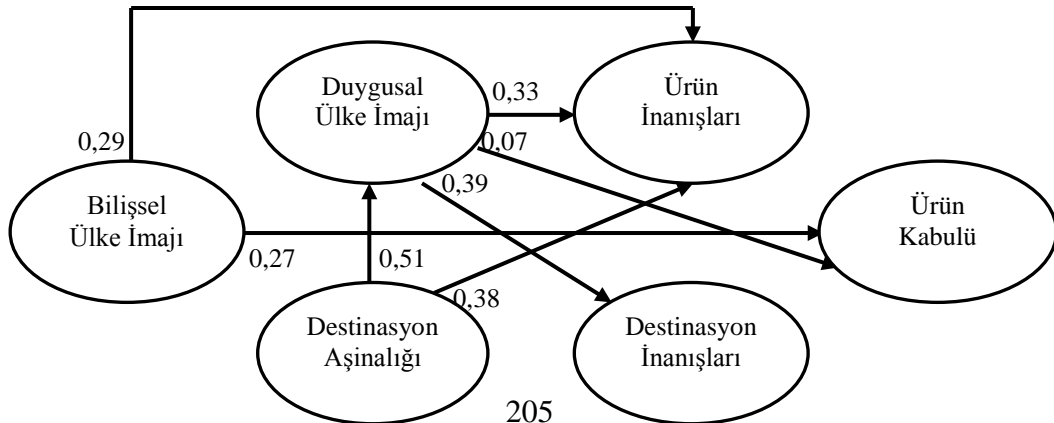 Duygusal
Ülke İmajı
0,33
Ürün
İnanışları
0,29
0,07
0,39
Bilişsel
Ülke İmajı
Ürün
Kabulü
0,27
0,51
0,38
Destinasyon
Aşinalığı
Destinasyon
İnanışları
205